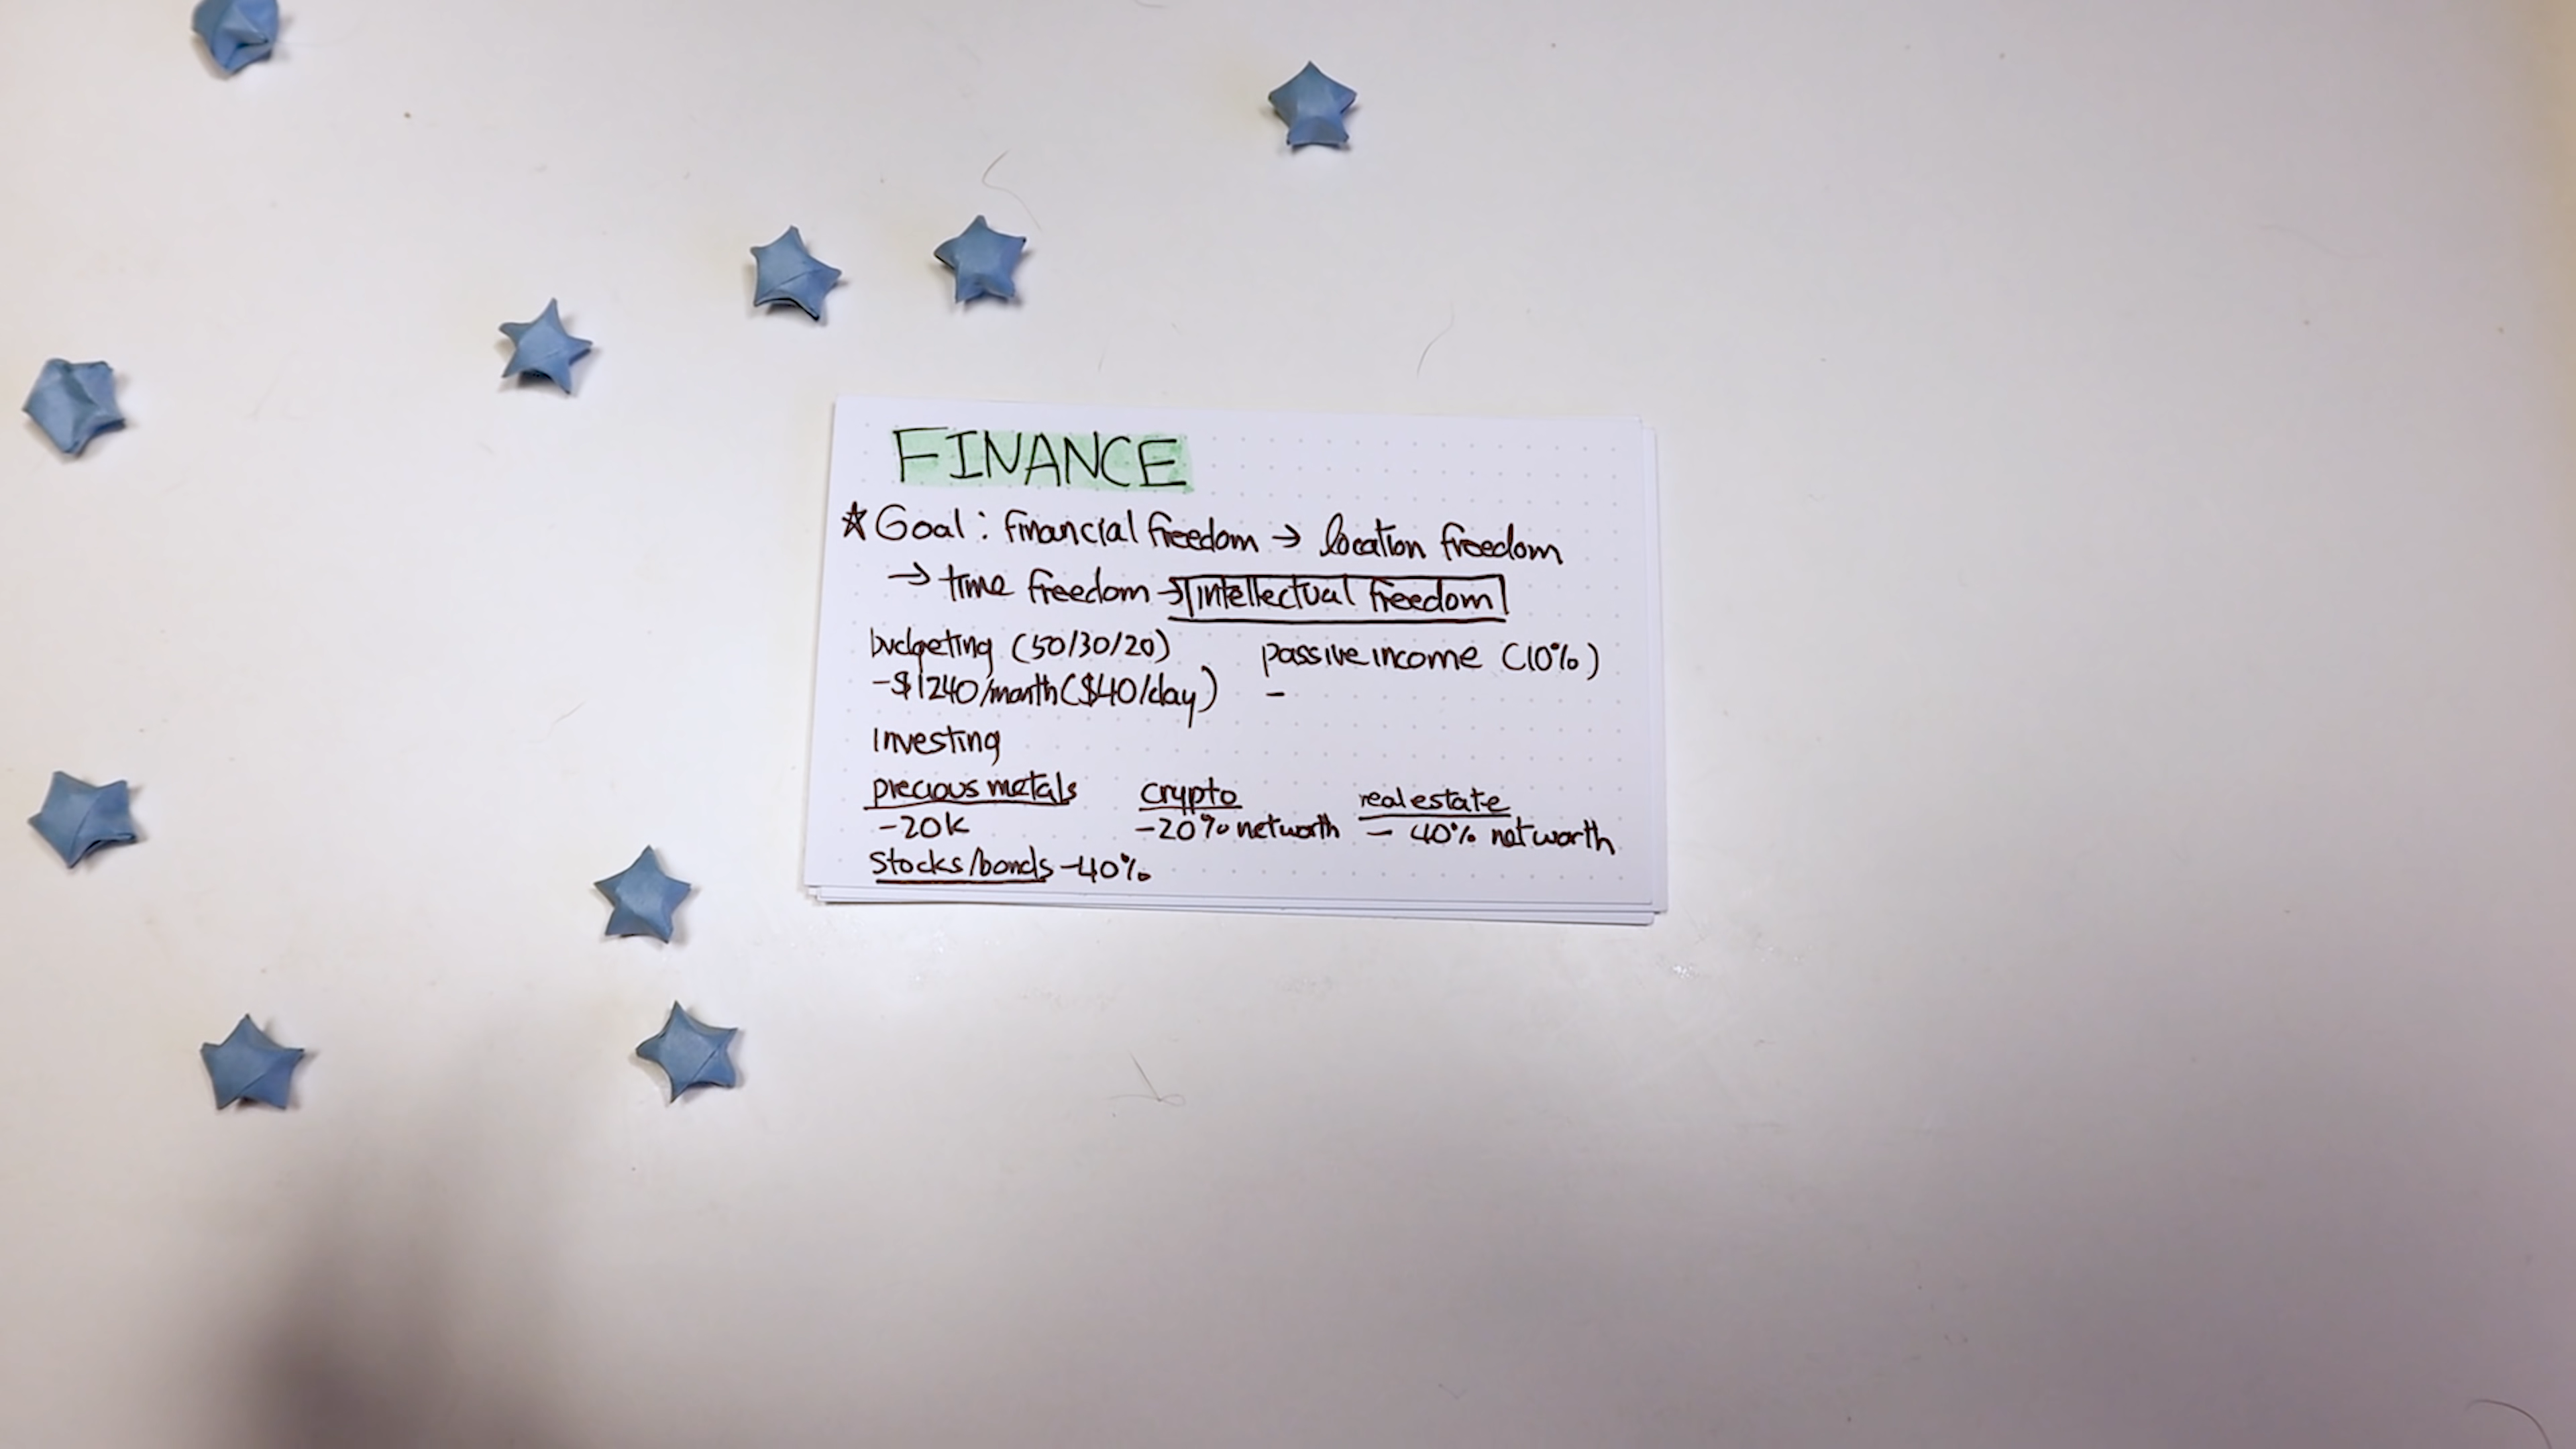 FINANCE
☆ Goal : financial freedom → location freedom
→ time freedom → intellectual freedom
budgeting (50/30/20)
-$1240/month ($40/day)
passive income (10%)
-
Investing
precious metals
-20K
crypto
-20% networth
real estate
- 40% networth
Stocks/bonds -40%